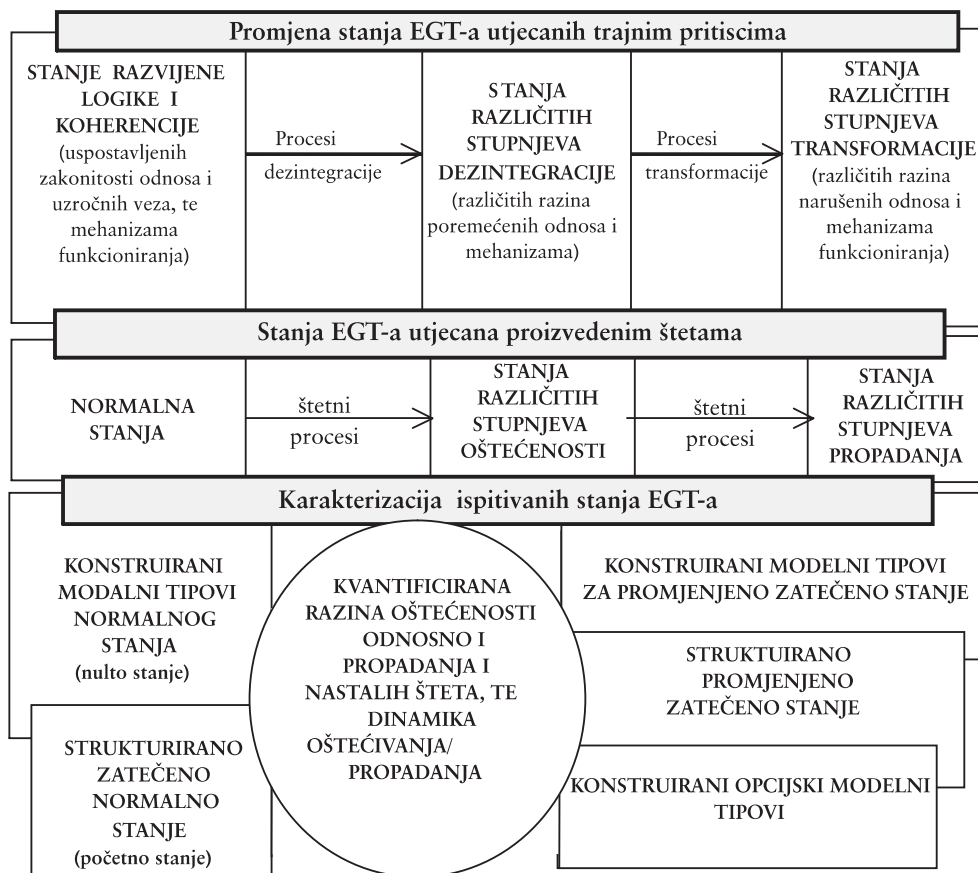 Promjena stanja EGT-a utjecanih trajnim pritiscima
STANJE RAZVIJENE
LOGIKE I
KOHERENCIJE
(uspostavljenih
zakonitosti odnosa i
uzročnih veza, te
mehanizama
funkcioniranja)
Procesi
dezintegracije
STANJA
RAZLIČITIH
STUPNJEVA
DEZINTEGRACIJE
(različitih razina
poremećenih odnosa i
mehanizama)
Procesi
transformacije
STANJA
RAZLIČITIH
STUPNJEVA
TRANSFORMACIJE
(različitih razina
narušenih odnosa i
mehanizama
funkcioniranja)
Stanja EGT-a utjecana proizvedenim štetama
NORMALNA
STANJA
štetni
procesi
STANJA
RAZLIČITIH
STUPNJEVA
OŠTEĆENOSTI
štetni
procesi
STANJA
RAZLIČITIH
STUPNJEVA
PROPADANJA
Karakterizacija ispitivanih stanja EGT-a
KONSTRUIRANI
MODALNI TIPOVI
NORMALNOG
STANJA
(nulto stanje)
STRUKTURIRANO
ZATEČENO
NORMALNO
STANJE
(početno stanje)
KVANTIFICIRANA
RAZINA OŠTEĆENOSTI
ODNOSNO I
PROPADANJA I
NASTALIH ŠTETA, TE
DINAMIKA
OŠTEĆIVANJA/
PROPADANJA
KONSTRUIRANI MODELNI TIPOVI
ZA PROMJENJENO ZATEČENO STANJE
STRUKTUIRANO
PROMJENJENO
ZATEČENO STANJE
KONSTRUIRANI OPCIJSKI MODELNI
TIPOVI